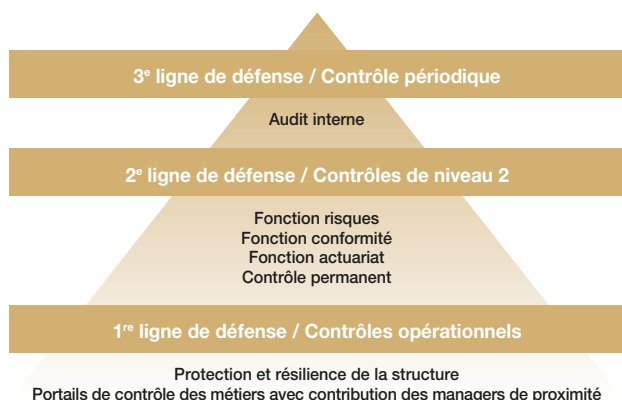 3e ligne de défense / Contrôle périodique
Audit interne
2e ligne de défense / Contrôles de niveau 2
Fonction risques
Fonction conformité
Fonction actuariat
Contrôle permanent
1re ligne de défense / Contrôles opérationnels
Protection et résilience de la structure
Portails de contrôle des métiers avec contribution des managers de proximité